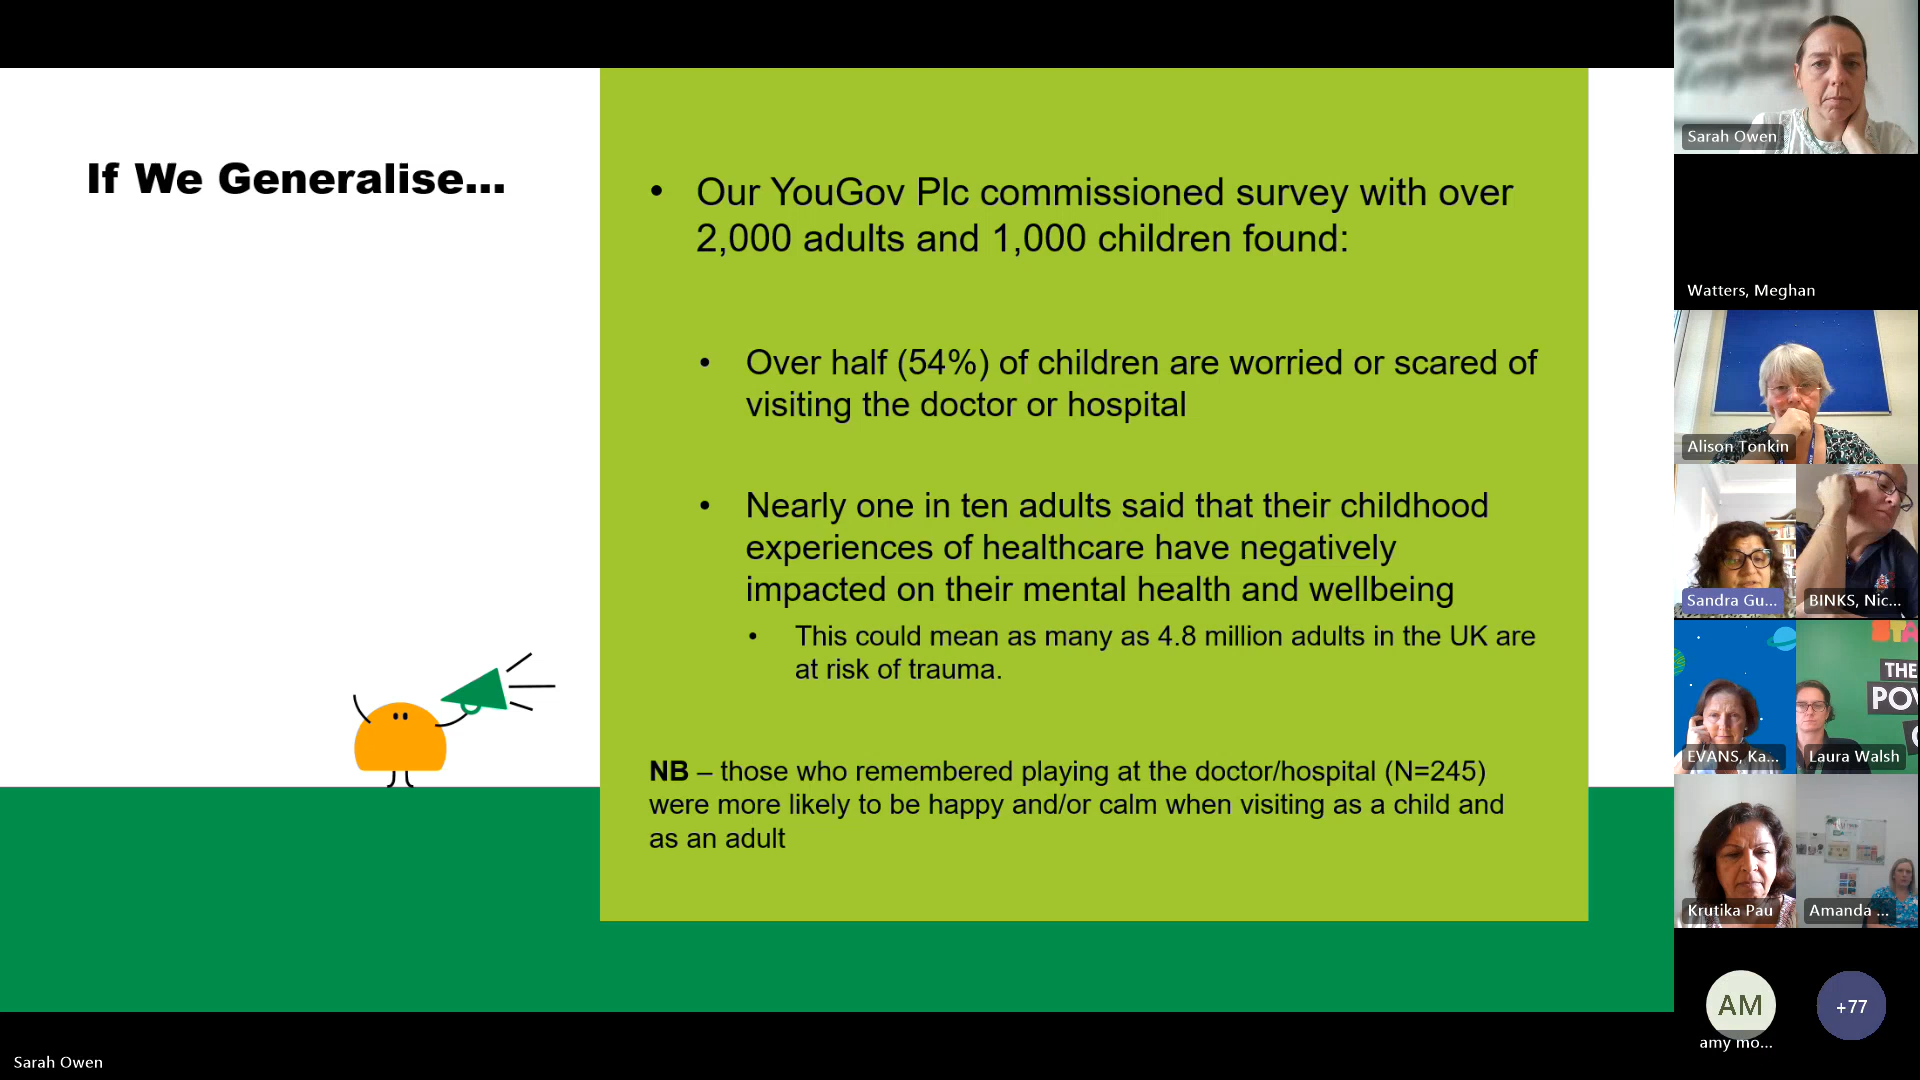 If We Generalise...
• Our YouGov Plc commissioned survey with over
2,000 adults and 1,000 children found:
• Over half (54%) of children are worried or scared of
visiting the doctor or hospital
• Nearly one in ten adults said that their childhood
experiences of healthcare have negatively
impacted on their mental health and wellbeing
• This could mean as many as 4.8 million adults in the UK are
at risk of trauma.
NB – those who remembered playing at the doctor/hospital (N=245)
were more likely to be happy and/or calm when visiting as a child and
as an adult
Sarah Owen
Sarah Owen
Watters, Meghan
Alison Tonkin
Sandra Gu...
BINKS, Nic...
THE
EVANS, Ka...
Laura Walsh
Krutika Pau
Amanda ...
AM
amy mo...
+77